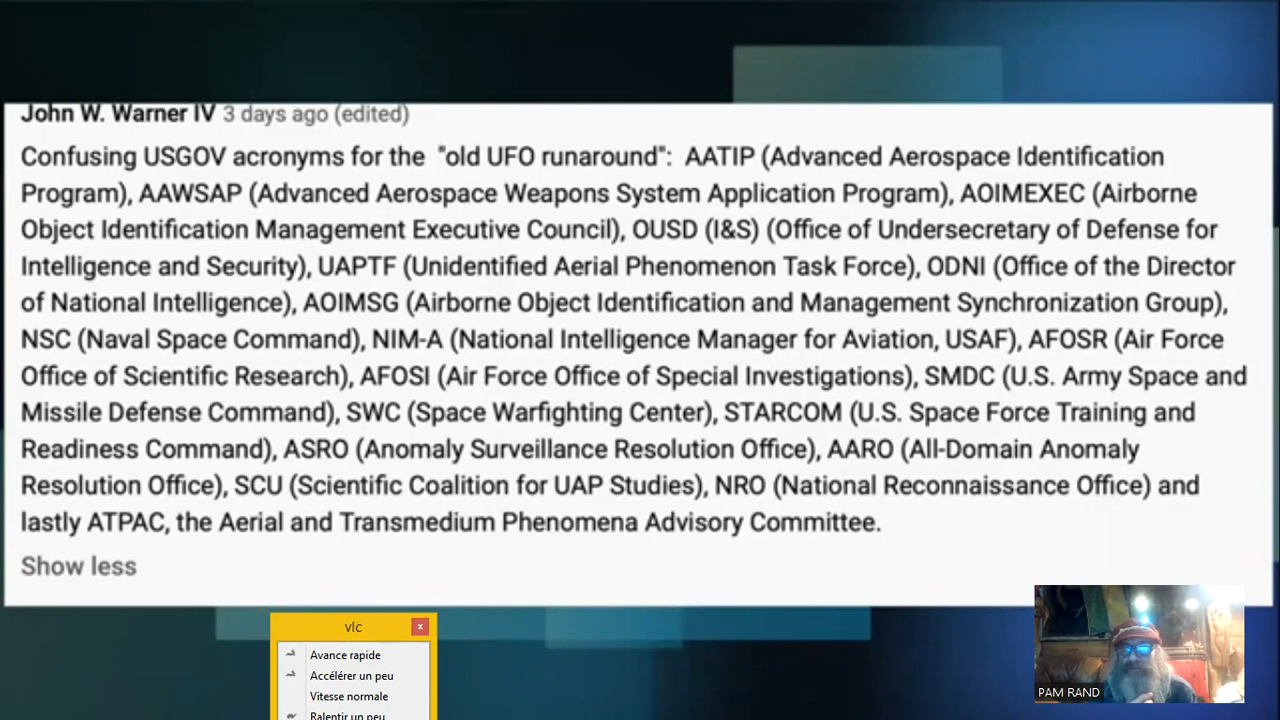 John W. Warner IV 3 days ago (edited)
Confusing USGOV acronyms for the "old UFO runaround": AATIP (Advanced Aerospace Identification
Program), AAWSAP (Advanced Aerospace Weapons System Application Program), AOIMEXEC (Airborne
Object Identification Management Executive Council), OUSD (I&S) (Office of Undersecretary of Defense for
Intelligence and Security), UAPTF (Unidentified Aerial Phenomenon Task Force), ODNI (Office of the Director
of National Intelligence), AOIMSG (Airborne Object Identification and Management Synchronization Group),
NSC (Naval Space Command), NIM-A (National Intelligence Manager for Aviation, USAF), AFOSR (Air Force
Office of Scientific Research), AFOSI (Air Force Office of Special Investigations), SMDC (U.S. Army Space and
Missile Defense Command), SWC (Space Warfighting Center), STARCOM (U.S. Space Force Training and
Readiness Command), ASRO (Anomaly Surveillance Resolution Office), AARO (All-Domain Anomaly
Resolution Office), SCU (Scientific Coalition for UAP Studies), NRO (National Reconnaissance Office) and
lastly ATPAC, the Aerial and Transmedium Phenomena Advisory Committee.
Show less
vlc
x
Avance rapide
Accélérer un peu
Vitesse normale
Ralentir un peu
PAM RAND